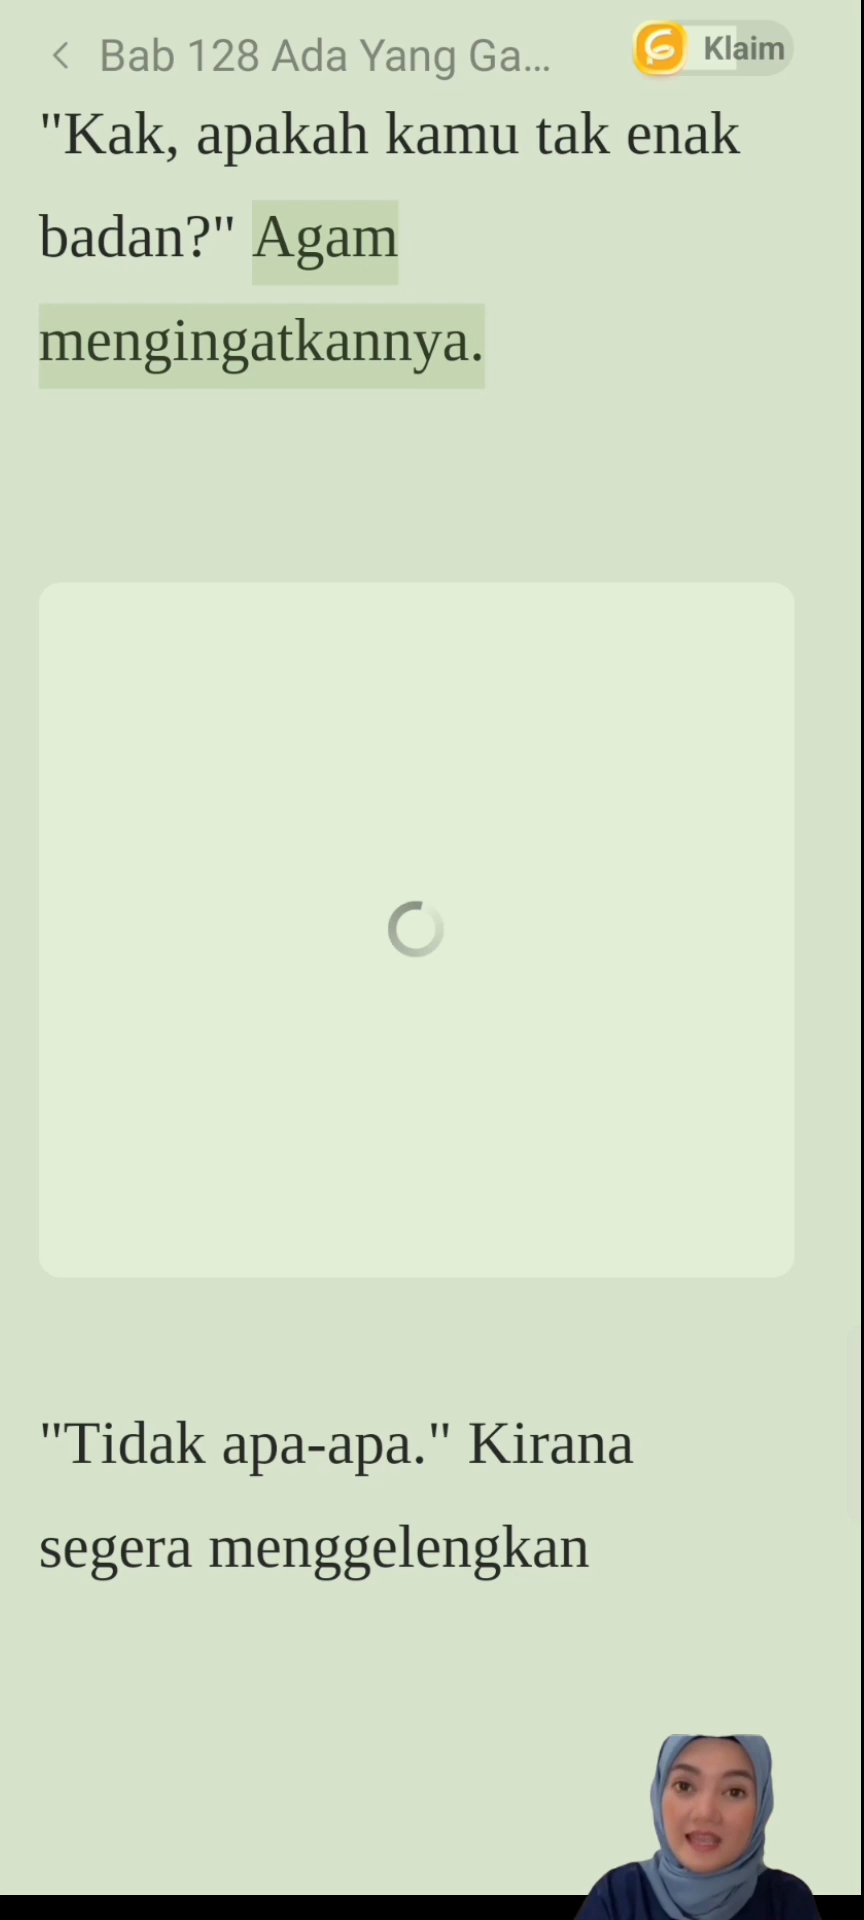 Bab 128 Ada Yang Ga...
Klaim
"Kak, apakah kamu tak enak
badan?" Agam
mengingatkannya.
"Tidak apa-apa." Kirana
segera menggelengkan